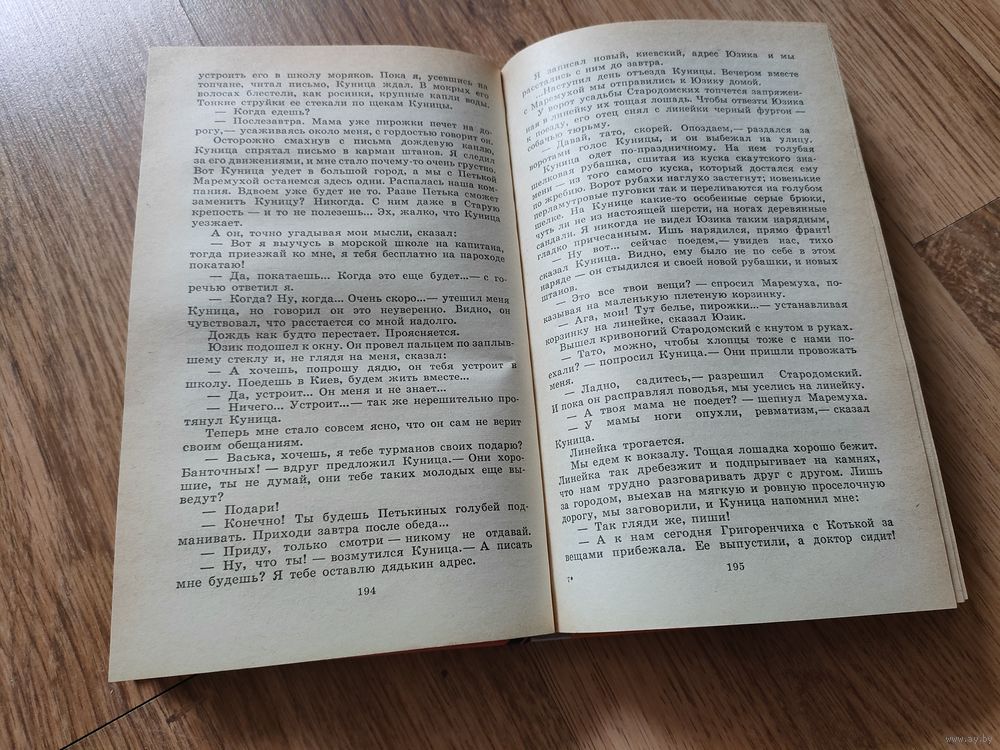 устроить его в школу моряков. Пока я, усевшись на
топчане, читал письмо, Куница ждал. В мокрых его
волосах блестели, как росинки, крупные капли воды.
Тонкие струйки ее стекали по щекам Куницы.
— Когда едешь?
— Послезавтра. Мама уже пирожки печет на до-
рогу,— усаживаясь около меня, с гордостью говорит он.
Осторожно смахнув с письма дождевую каплю,
Куница спрятал письмо в карман штанов. Я следил
за его движениями, и мне стало почему-то очень грустно.
Вот Куница уедет в большой город, а мы с Петькой
Маремухой останемся здесь одни. Распалась наша ком-
пания. Вдвоем уже будет не то. Разве Петька сможет
заменить Куницу? Никогда. С ним даже в Старую
крепость — и то не полезешь... Эх, жалко, что Куница
уезжает.
А он, точно угадывая мои мысли, сказал:
— Вот я выучусь в морской школе на капитана,
тогда приезжай ко мне, я тебя бесплатно на пароходе
покатаю!
— Да, покатаешь... Когда это еще будет...— с го-
речью ответил я.
— Когда? Ну, когда... Очень скоро...— утешил меня
Куница, но говорил он это неуверенно. Видно, он
чувствовал, что расстается со мной надолго.
Дождь как будто перестает. Проясняется.
Юзик подошел к окну. Он провел пальцем по заплыв-
шему стеклу и, не глядя на меня, сказал:
— А хочешь, попрошу дядю, он тебя устроит в
школу. Поедешь в Киев, будем жить вместе...
— Да, устроит... Он меня и не знает...
— Ничего... Устроит...— так же нерешительно про-
тянул Куница.
Теперь мне стало совсем ясно, что он сам не верит
своим обещаниям.
— Васька, хочешь, я тебе турманов своих подарю?
Банточных! — вдруг предложил Куница.— Они хоро-
шие, ты не думай, они тебе таких молодых еще вы-
ведут?
— Подари!
— Конечно! Ты будешь Петькиных голубей под-
манивать. Приходи завтра после обеда...
— Приду, только смотри — никому не отдавай.
— Ну, что ты! — возмутился Куница.— А писать
мне будешь? Я тебе оставлю дядькин адрес.
194
Я записал новый, киевский, адрес Юзика и мы
расстались с ним до завтра.
Наступил день отъезда Куницы. Вечером вместе
с Маремухой мы отправились к Юзику домой.
У ворот усадьбы Стародомских топчется запряжен-
ная в линейку их тощая лошадь. Чтобы отвезти Юзика
к поезду, его отец снял с линейки черный фургон —
собачью тюрьму.
— Давай, тато, скорей. Опоздаем,— раздался за
воротами голос Куницы, и он выбежал на улицу.
Куница одет по-праздничному. На нем голубая
шелковая рубашка, сшитая из куска скаутского зна-
мени — из того самого куска, который достался ему
по жребию. Ворот рубахи наглухо застегнут; новенькие
перламутровые пуговки так и переливаются на голубом
шелке. На Кунице какие-то особенные серые брюки,
чуть ли не из настоящей шерсти, на ногах деревянные
сандали. Я никогда не видел Юзика таким нарядным,
гладко причесанным. Ишь нарядился, прямо франт!
— Ну вот... сейчас поедем,— увидев нас, тихо
сказал Куница. Видно, ему было не по себе в этом
наряде — он стыдился и своей новой рубашки, и новых
штанов.
— Это все твои вещи? — спросил Маремуха, по-
казывая на маленькую плетеную корзинку.
— Ага, мои! Тут белье, пирожки...— устанавливая
корзинку на линейке, сказал Юзик.
Вышел кривоногий Стародомский с кнутом в руках.
— Тато, можно, чтобы хлопцы тоже с нами по-
ехали? — попросил Куница.— Они пришли провожать
меня.
— Ладно, садитесь,— разрешил Стародомский.
И пока он расправлял поводья, мы уселись на линейку.
— А твоя мама не поедет? — шепнул Маремуха.
— У мамы ноги опухли, ревматизм,— сказал
Куница.
Линейка трогается.
Мы едем к вокзалу. Тощая лошадка хорошо бежит.
Линейка так дребезжит и подпрыгивает на камнях,
что нам трудно разговаривать друг с другом. Лишь
за городом, выехав на мягкую и ровную проселочную
дорогу, мы заговорили, и Куница напомнил мне:
— Так гляди же, пиши!
— А к нам сегодня Григоренчиха с Котькой за
вещами прибежала. Ее выпустили, а доктор сидит!
7*
195
www.ay.by